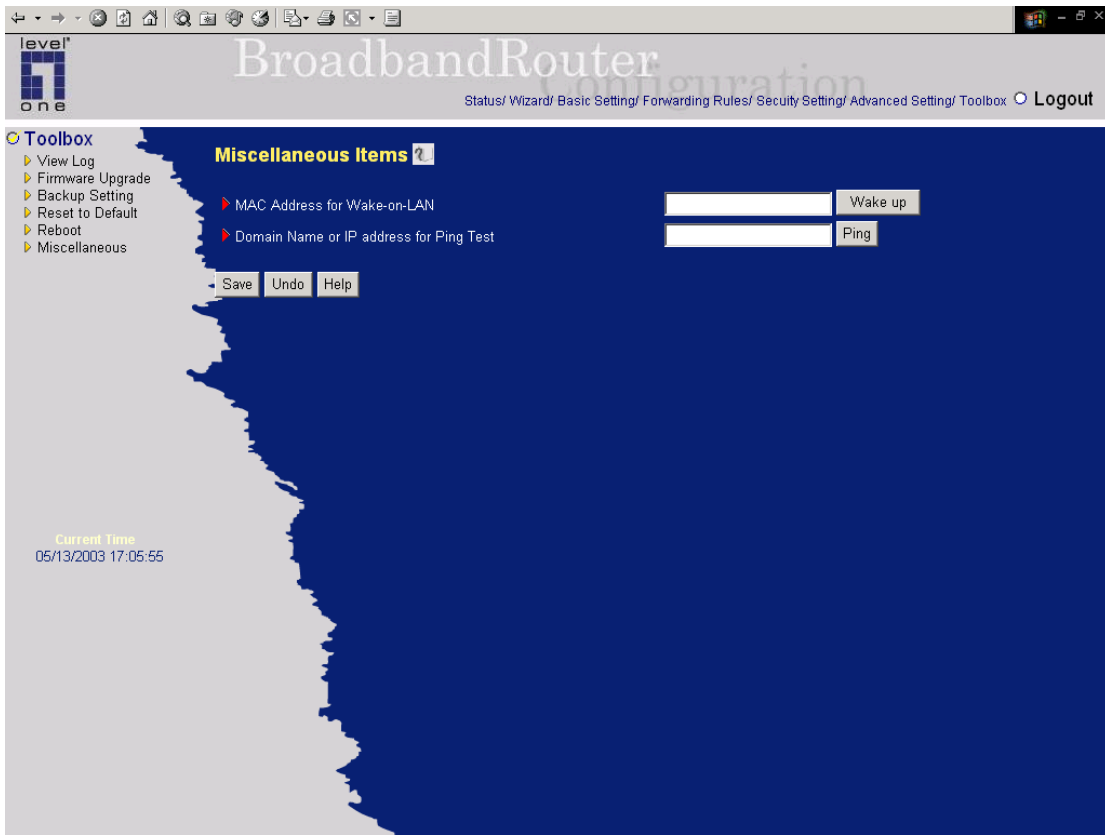 level
one
BroadbandRouter
Configuration
Status/ Wizard/ Basic Setting/ Forwarding Rules/ Secuity Setting/ Advanced Setting/ Toolbox Logout
Toolbox
View Log
Firmware Upgrade
Backup Setting
Reset to Default
Reboot
Miscellaneous
Current Time
05/13/2003 17:05:55
Miscellaneous Items
MAC Address for Wake-on-LAN Wake up
Domain Name or IP address for Ping Test Ping
Save Undo Help